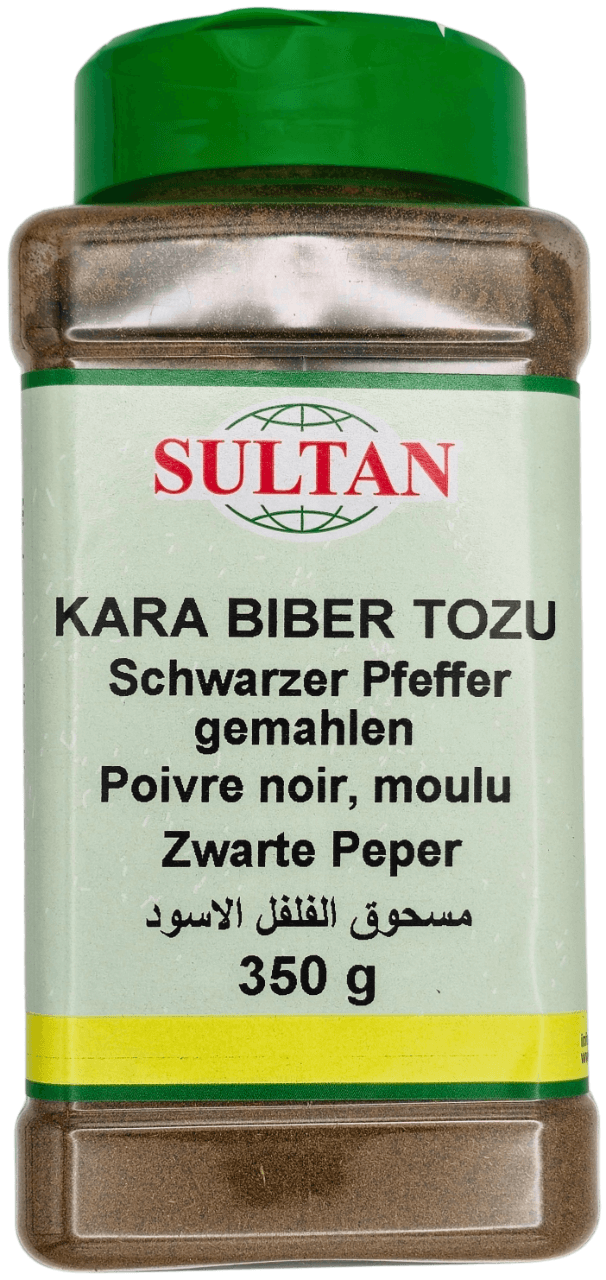 SULTAN
KARA BIBER TOZU
Schwarzer Pfeffer
gemahlen
Poivre noir, moulu
Zwarte Peper
مسحوق الفلفل الاسود
350 g